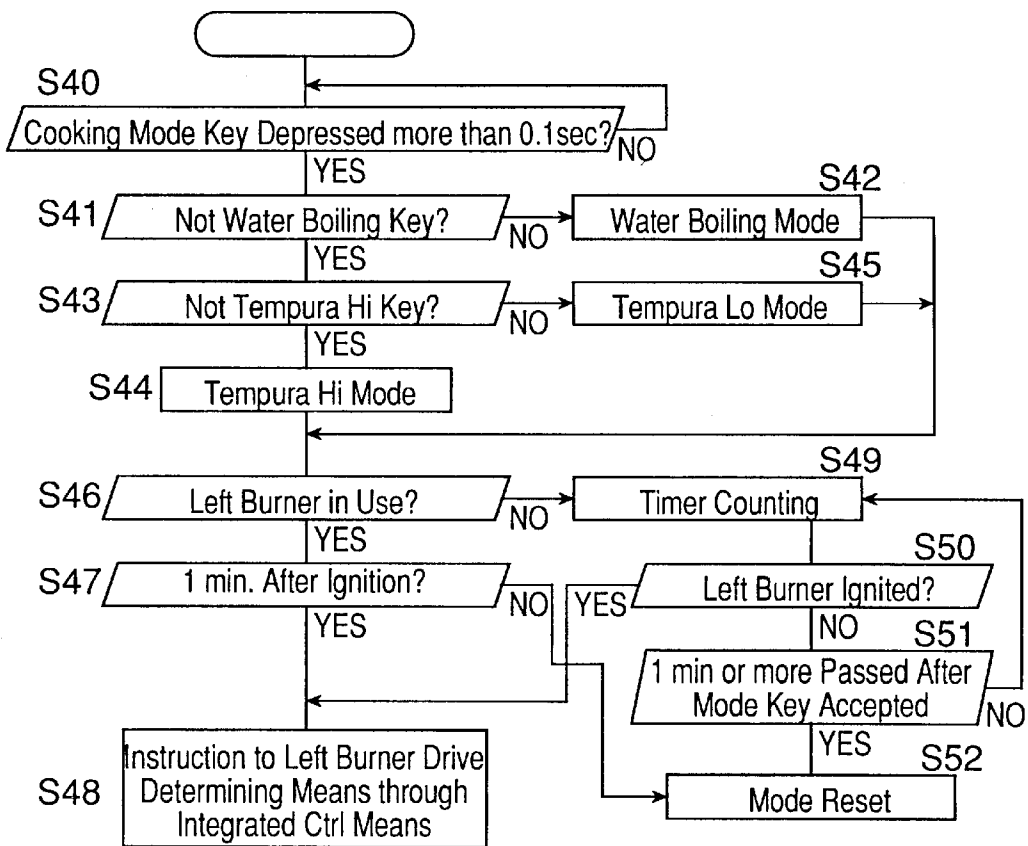 S40
Cooking Mode Key Depressed more than 0.1sec?
NO
YES
S41
Not Water Boiling Key?
NO
S42
Water Boiling Mode
YES
S43
Not Tempura Hi Key?
NO
S45
Tempura Lo Mode
YES
S44
Tempura Hi Mode
S46
Left Burner in Use?
NO
S49
Timer Counting
YES
S47
1 min. After Ignition?
NO
YES
S50
Left Burner Ignited?
YES
NO
S51
1 min or more Passed After
Mode Key Accepted
NO
YES
S48
Instruction to Left Burner Drive
Determining Means through
Integrated Ctrl Means
S52
Mode Reset